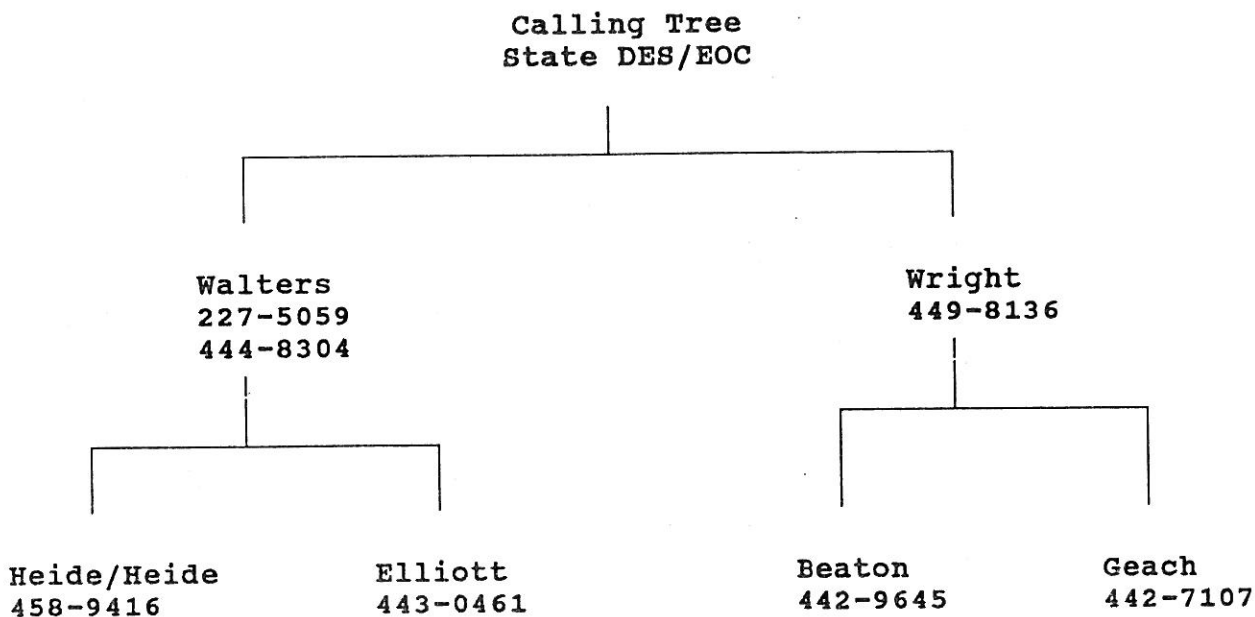 Calling Tree
State DES/EOC
Walters
227-5059
444-8304
Wright
449-8136
Heide/Heide
458-9416
Elliott
443-0461
Beaton
442-9645
Geach
442-7107